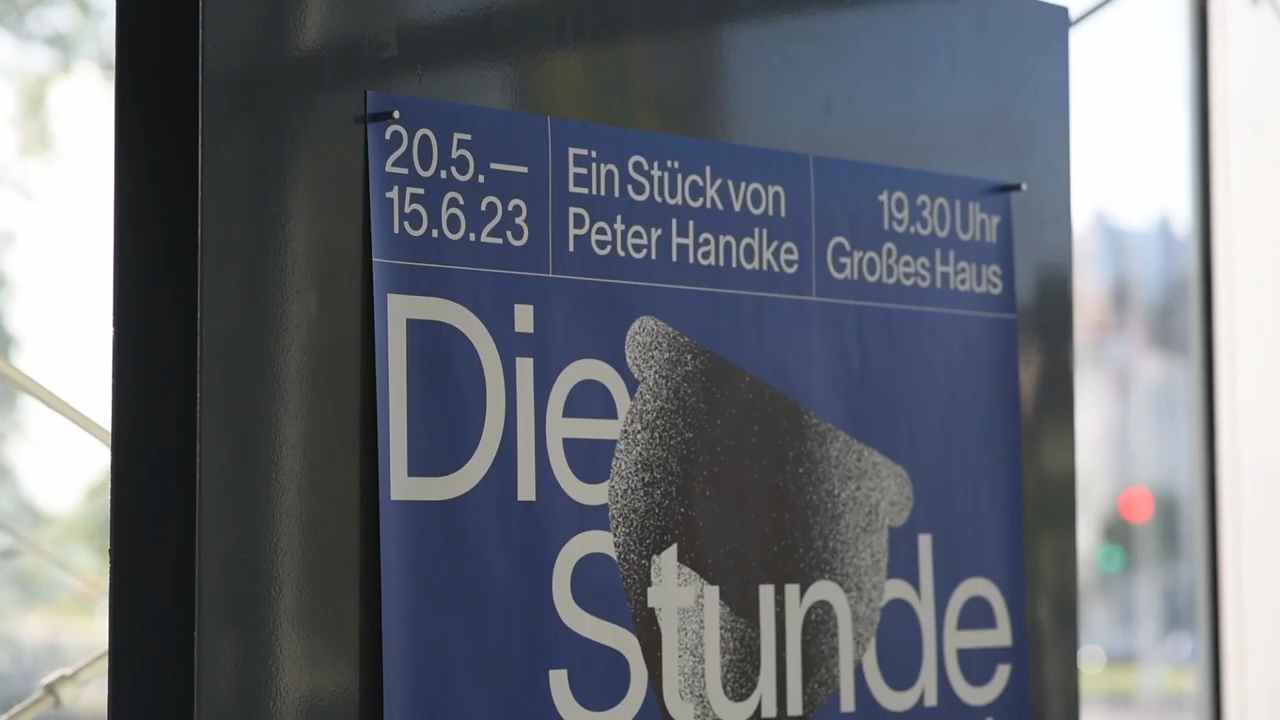 20.5.—
15.6.23
Ein Stück von
Peter Handke
19.30 Uhr
Großes Haus
Die
Stunde